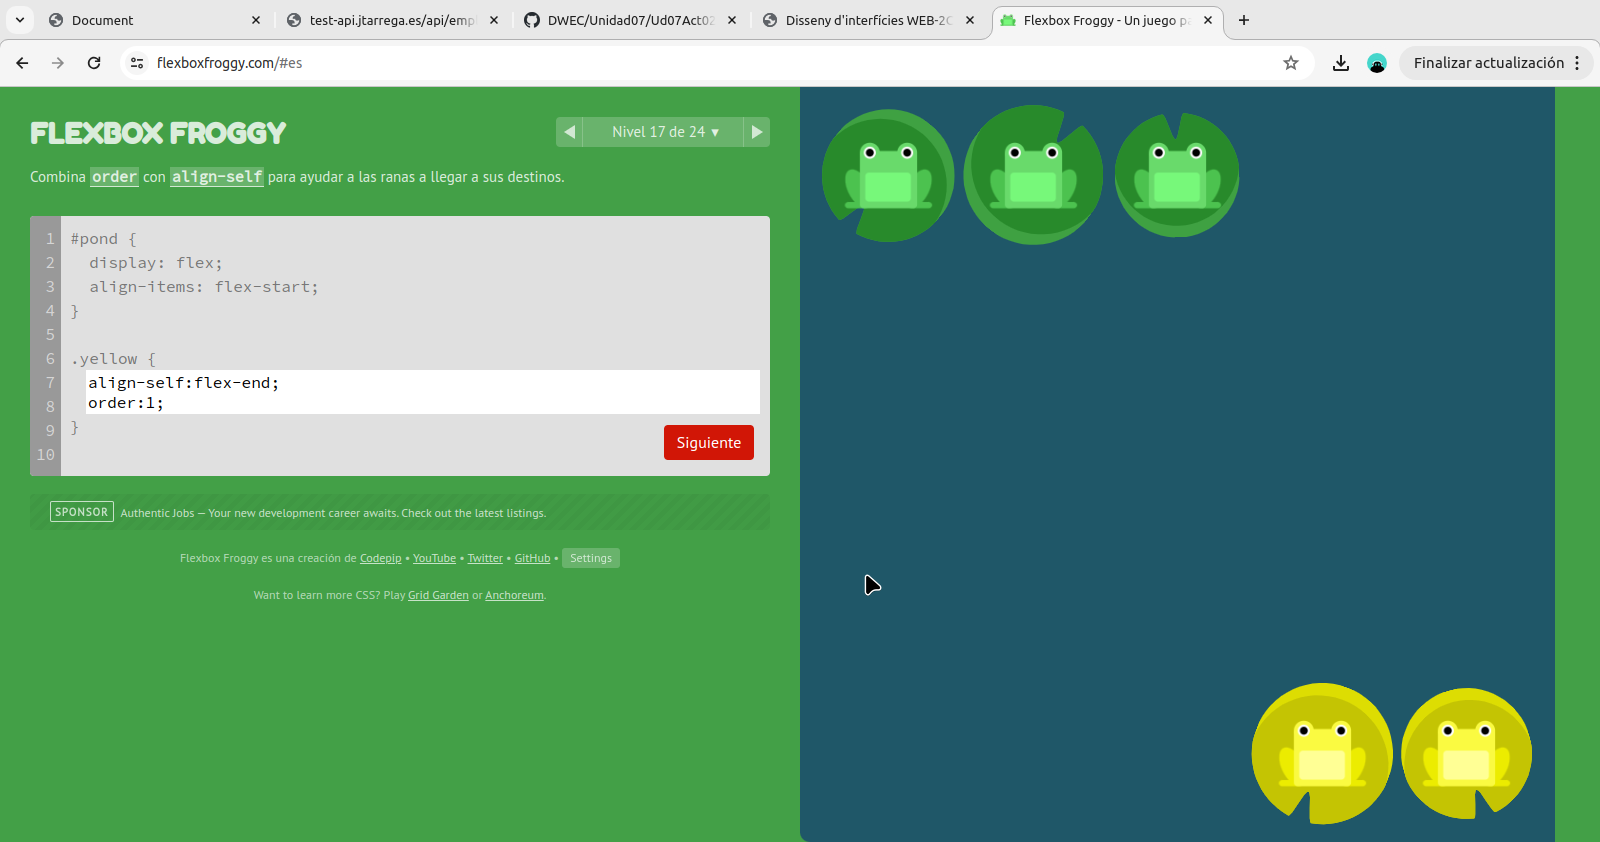 Document
test-api.jtarrega.es/api/emp
DWEC/Unidad07/Ud07Act02
Disseny d'interfícies WEB-2C
Flexbox Froggy - Un juego pa
flexboxfroggy.com/#es
Finalizar actualización
FLEXBOX FROGGY
Nivel 17 de 24 ▾
Combina order con align-self para ayudar a las ranas a llegar a sus destinos.
1 #pond {
2 display: flex;
3 align-items: flex-start;
4 }
5
6 .yellow {
7 align-self:flex-end;
8 order:1;
9 }
10
Siguiente
SPONSOR Authentic Jobs — Your new development career awaits. Check out the latest listings.
Flexbox Froggy es una creación de Codepip • YouTube • Twitter • GitHub • Settings
Want to learn more CSS? Play Grid Garden or Anchoreum.